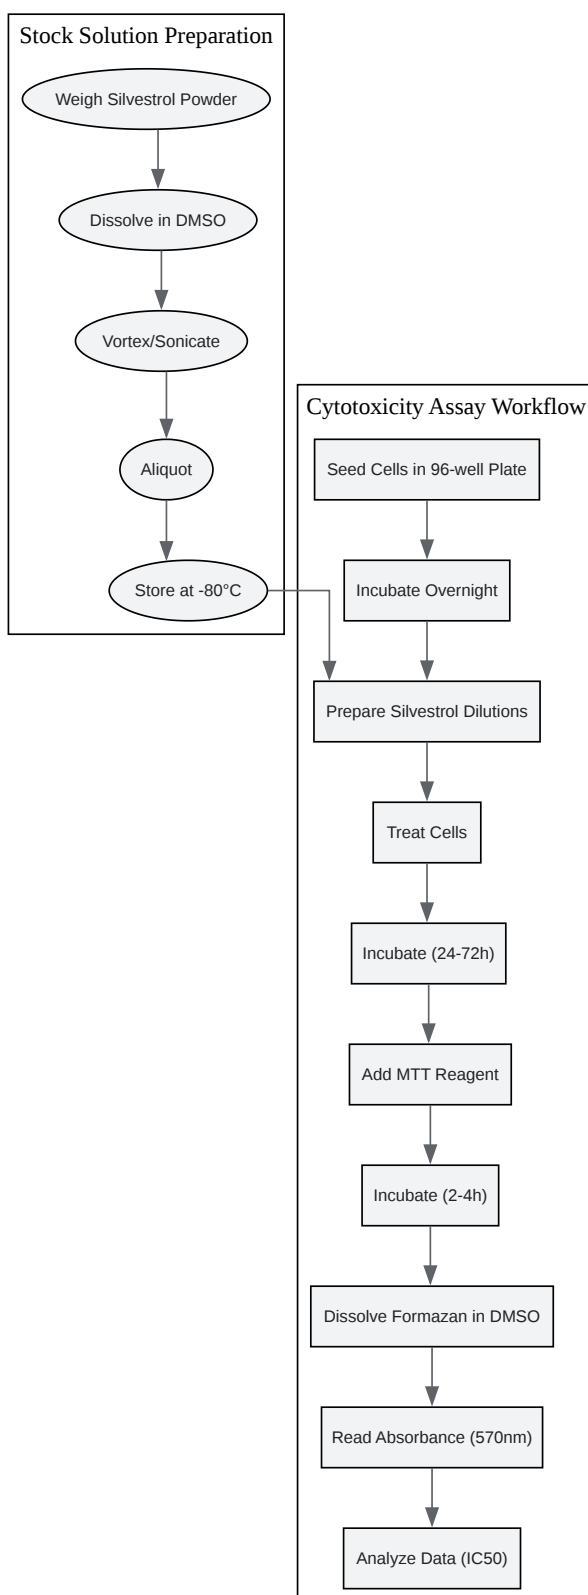 Stock Solution Preparation
Weigh Silvestrol Powder
Dissolve in DMSO
Vortex/Sonicate
Aliquot
Store at -80°C
Cytotoxicity Assay Workflow
Seed Cells in 96-well Plate
Incubate Overnight
Prepare Silvestrol Dilutions
Treat Cells
Incubate (24-72h)
Add MTT Reagent
Incubate (2-4h)
Dissolve Formazan in DMSO
Read Absorbance (570nm)
Analyze Data (IC50)